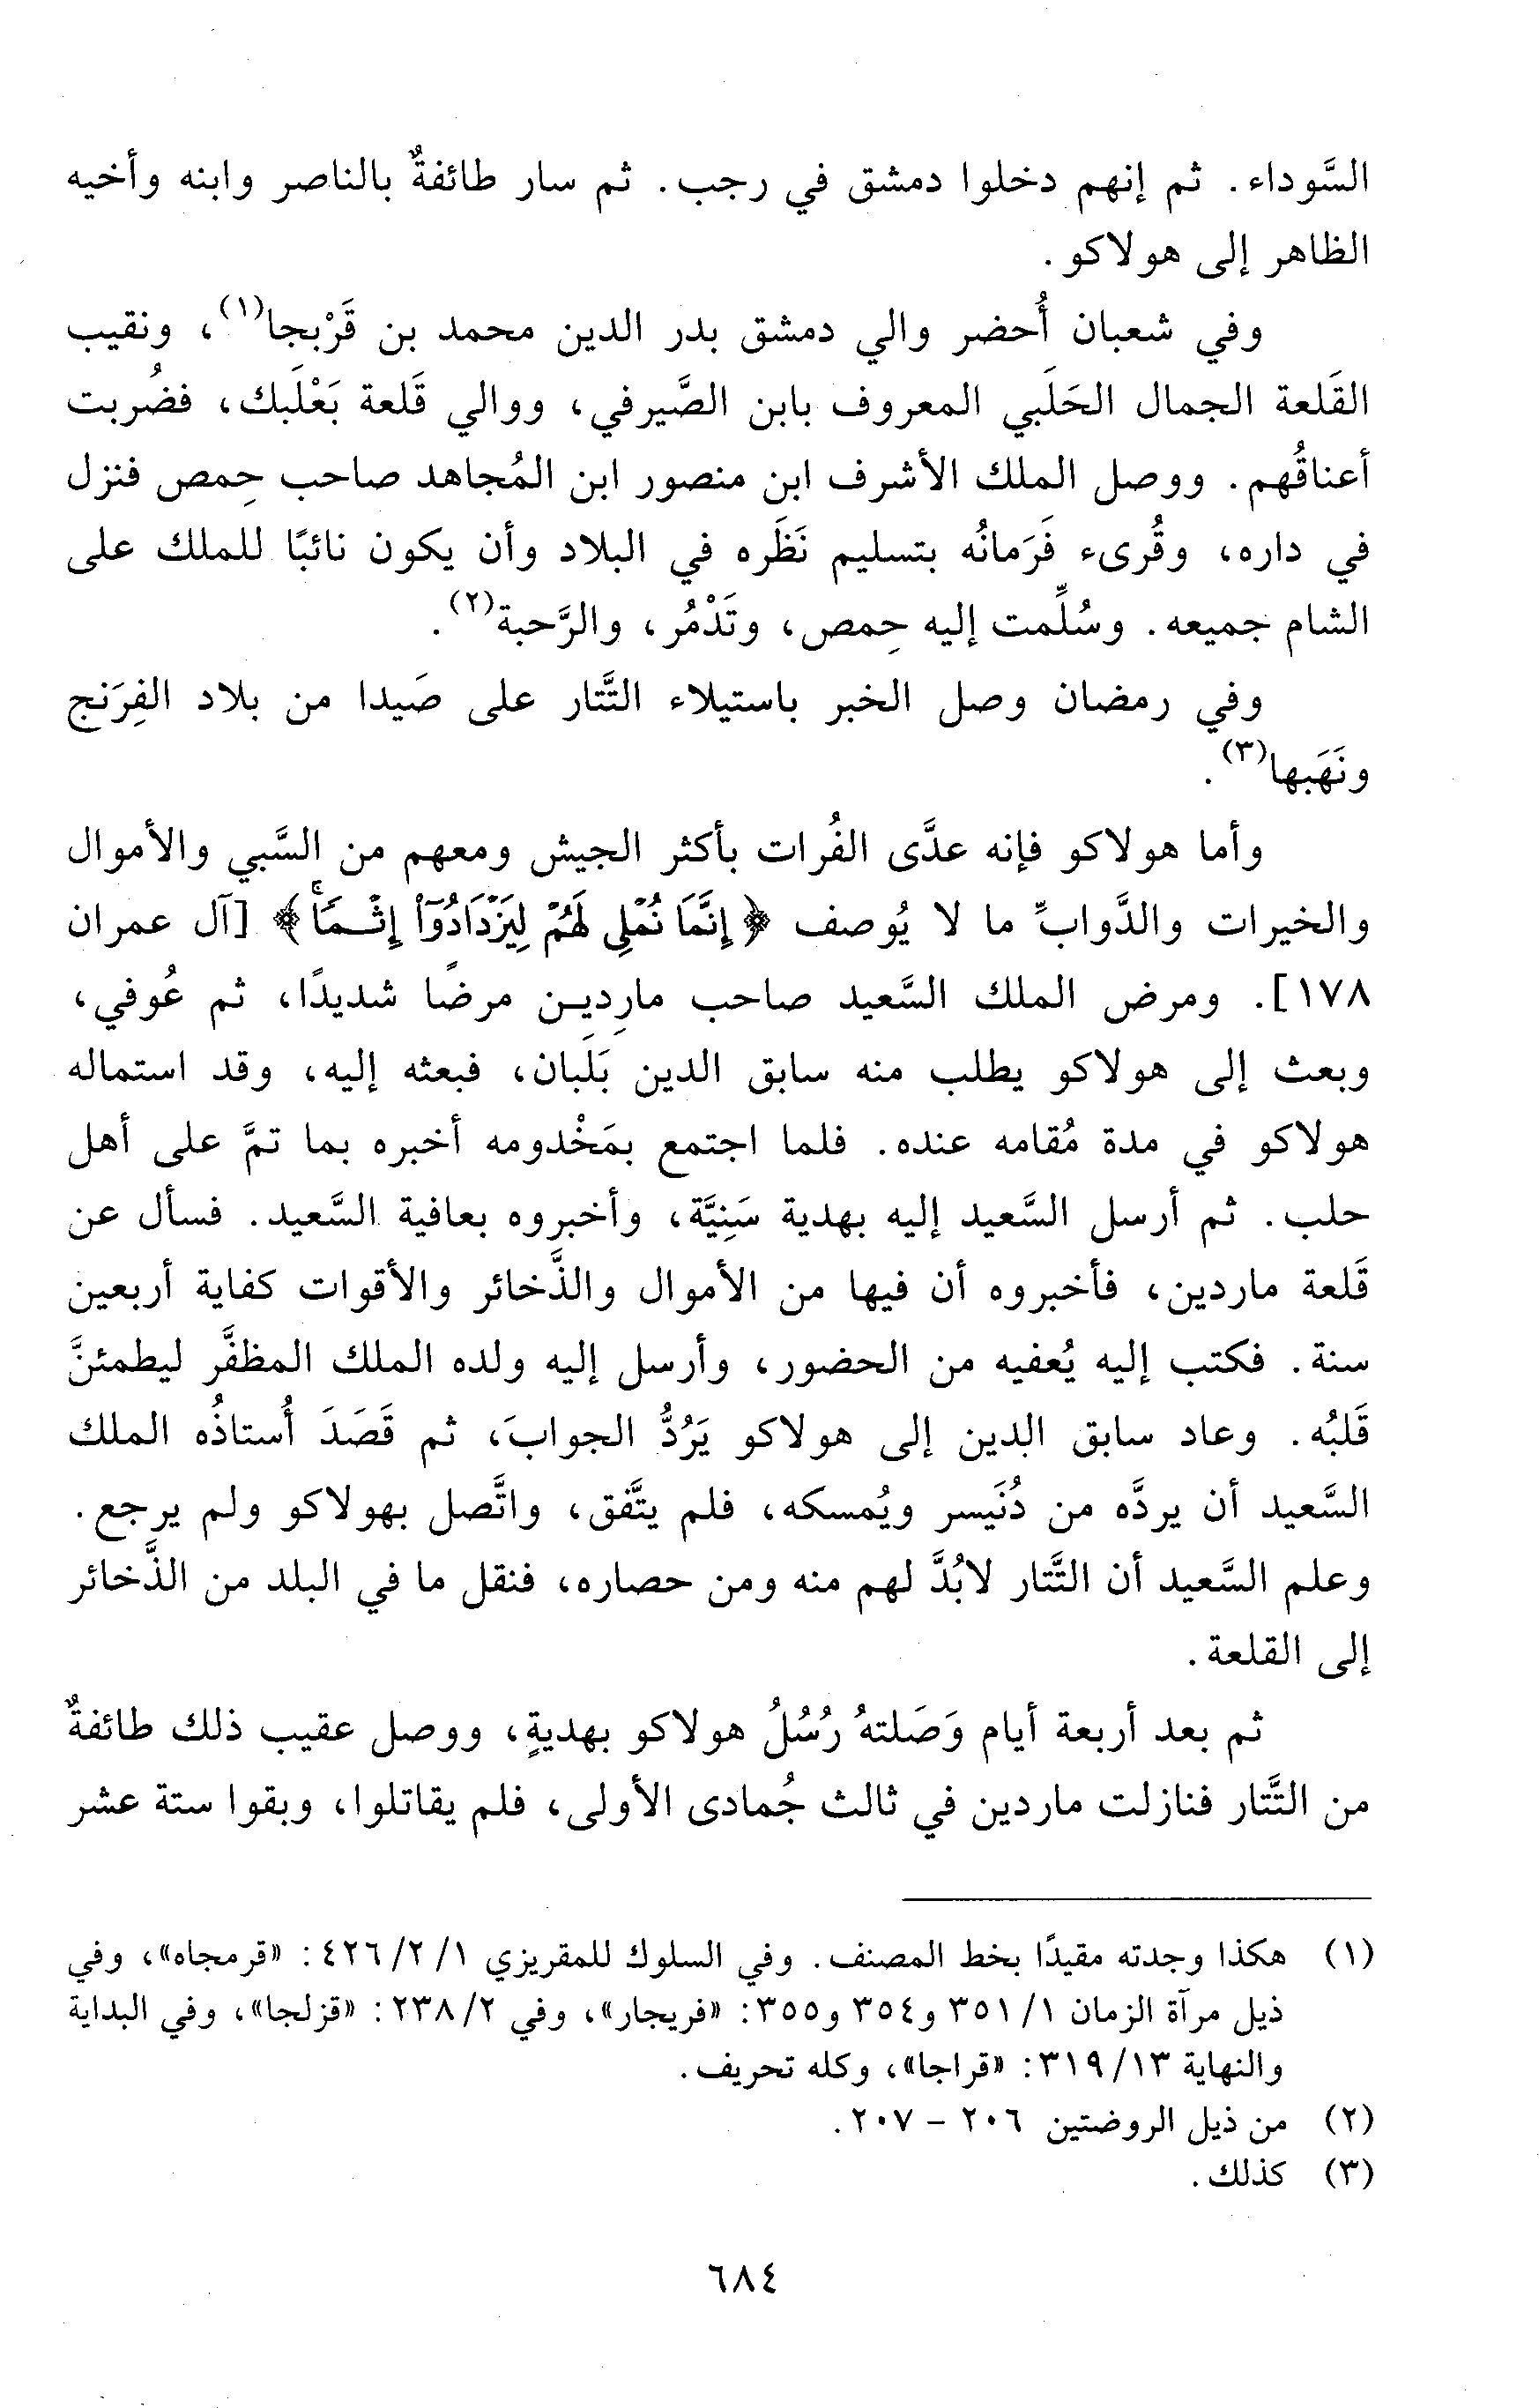 السَّوداء. ثم إنهم دخلوا دمشق في رجب. ثم سار طائفةٌ بالناصر وابنه وأخيه
الظاهر إلى هولاكو.
وفي شعبان أُحضر والي دمشق بدر الدين محمد بن قَرْبجا(١)، ونقيب
القَلعة الجمال الحَلَبي المعروف بابن الصَّيرفي، ووالي قَلعة بَعْلَبك، فضُربت
أعناقُهم. ووصل الملك الأشرف ابن منصور ابن المُجاهد صاحب حِمص فنزل
في داره، وقُرىء فَرَمانُه بتسليم نَظَره في البلاد وأن يكون نائبًا للملك على
الشام جميعه. وسُلِّمت إليه حِمص، وتَدْمُر، والرَّحبة(٢).
وفي رمضان وصل الخبر باستيلاء التَّتار على صَيدا من بلاد الفِرَنج
ونَهَبها(٣).
وأما هولاكو فإنه عدَّى الفُرات بأكثر الجيش ومعهم من السَّبي والأموال
والخيرات والدَّوابِّ ما لا يُوصف ﴿إِنَّمَا نُمْلِي لَهُمْ لِيَزْدَادُوٓا۟ إِثْمًاۚ﴾ [آل عمران
١٧٨]. ومرض الملك السَّعيد صاحب مارِدِيـن مرضًا شديدًا، ثم عُوفي،
وبعث إلى هولاكو يطلب منه سابق الدين بَلَبان، فبعثه إليه، وقد استماله
هولاكو في مدة مُقامه عنده. فلما اجتمع بمَخْدومه أخبره بما تمَّ على أهل
حلب. ثم أرسل السَّعيد إليه بهدية سَنِيَّة، وأخبروه بعافية السَّعيد. فسأل عن
قَلعة ماردين، فأخبروه أن فيها من الأموال والذَّخائر والأقوات كفاية أربعين
سنة. فكتب إليه يُعفيه من الحضور، وأرسل إليه ولده الملك المظفَّر ليطمئنَّ
قَلبُه. وعاد سابق الدين إلى هولاكو يَرُدُّ الجوابَ، ثم قَصَدَ أُستاذُه الملك
السَّعيد أن يردَّه من دُنَيسر ويُمسكه، فلم يتَّفق، واتَّصل بهولاكو ولم يرجع.
وعلم السَّعيد أن التَّتار لابُدَّ لهم منه ومن حصاره، فنقل ما في البلد من الذَّخائر
إلى القلعة.
ثم بعد أربعة أيام وَصَلتهُ رُسُلُ هولاكو بهديةٍ، ووصل عقيب ذلك طائفةٌ
من التَّتار فنازلت ماردين في ثالث جُمادى الأولى، فلم يقاتلوا، وبقوا ستة عشر
(١) هكذا وجدته مقيدًا بخط المصنف. وفي السلوك للمقريزي ١/ ٢/ ٤٢٦: «قرمجاه»، وفي
ذيل مرآة الزمان ١/ ٣٥١ و٣٥٤ و٣٥٥: «فريجار»، وفي ٢/ ٢٣٨: «قزلجا»، وفي البداية
والنهاية ١٣/ ٣١٩: «قراجا»، وكله تحريف.
(٢) من ذيل الروضتين ٢٠٦ - ٢٠٧.
(٣) كذلك.
٦٨٤